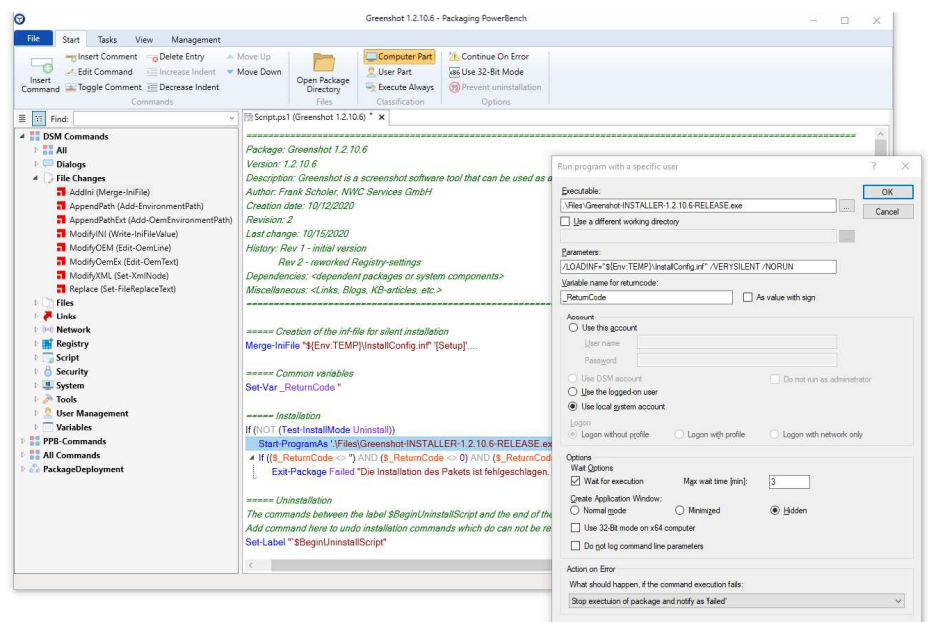 Greenshot 1.2.10.6 - Packaging PowerBench
File Start Tasks View Management
Insert Command
Insert Comment
Edit Command
Toggle Comment
Delete Entry
Increase Indent
Decrease Indent
Move Up
Move Down
Commands
Open Package Directory
Files
Computer Part
User Part
Execute Always
Classification
Continue On Error
x86 Use 32-Bit Mode
Prevent uninstallation
Options
Find:
DSM Commands
All
Dialogs
File Changes
AddIni (Merge-IniFile)
AppendPath (Add-EnvironmentPath)
AppendPathExt (Add-OemEnvironmentPath)
ModifyINI (Write-IniFileValue)
ModifyOEM (Edit-OemLine)
ModifyOemEx (Edit-OemText)
ModifyXML (Set-XmlNode)
Replace (Set-FileReplaceText)
Files
Links
Network
Registry
Script
Security
System
Tools
User Management
Variables
PPB-Commands
All Commands
PackageDeployment
Script.ps1 (Greenshot 1.2.10.6) *
Package: Greenshot 1.2.10.6
Version: 1.2.10.6
Description: Greenshot is a screenshot software tool that can be used as a
Author: Frank Scholer, NWC Services GmbH
Creation date: 10/12/2020
Revision: 2
Last change: 10/15/2020
History: Rev 1 - initial version
Rev 2 - reworked Registry-settings
Dependencies: <dependent packages or system components>
Miscellaneous: <Links, Blogs, KB-articles, etc.>
===== Creation of the inf-file for silent installation
Merge-IniFile "${Env:TEMP}\InstallConfig.inf" '[Setup]'....
===== Common variables
Set-Var _ReturnCode ''
===== Installation
If (NOT (Test-InstallMode Uninstall))
Start-ProgramAs '.\Files\Greenshot-INSTALLER-1.2.10.6-RELEASE.ex
If (($_ReturnCode <> '') AND ($_ReturnCode <> 0) AND ($_ReturnCod
Exit-Package Failed "Die Installation des Pakets ist fehlgeschlagen.
===== Uninstallation
The commands between the label $BeginUninstallScript and the end of the
Add command here to undo installation commands which do can not be re
Set-Label "`$BeginUninstallScript"
Run program with a specific user
Executable:
.\Files\Greenshot-INSTALLER-1.2.10.6-RELEASE.exe
...
OK
Cancel
Use a different working directory
Parameters:
/LOADINF="${Env:TEMP}\InstallConfig.inf" /VERYSILENT /NORUN
Variable name for returncode:
_ReturnCode
As value with sign
Account
Use this account
User name
Password
Use DSM account
Do not run as administrator
Use the logged-on user
Use local system account
Logon
Logon without profile
Logon with profile
Logon with network only
Options
Wait Options
Wait for execution
Max wait time [min]:
3
Create Application Window:
Normal mode
Minimized
Hidden
Use 32-Bit mode on x64 computer
Do not log command line parameters
Action on Error
What should happen, if the command execution fails:
Stop exectuion of package and notify as 'failed'